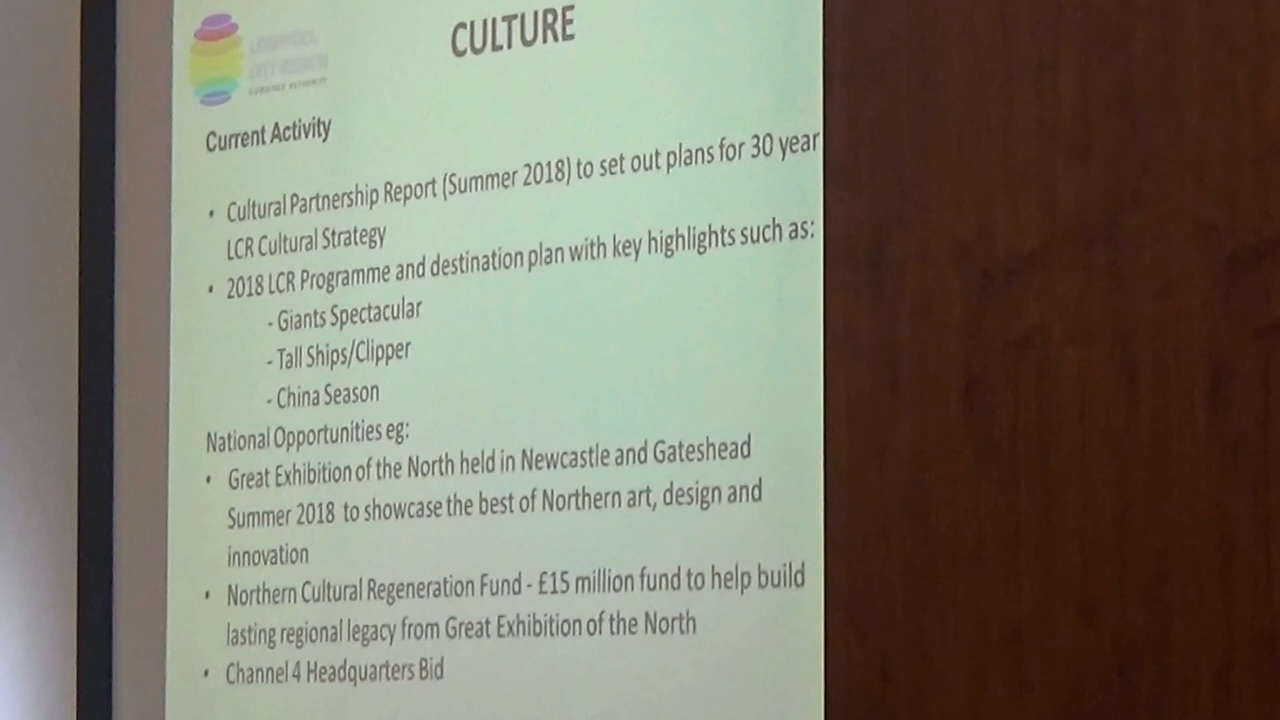 CULTURE
Current Activity
• Cultural Partnership Report (Summer 2018) to set out plans for 30 year
LCR Cultural Strategy
• 2018 LCR Programme and destination plan with key highlights such as:
- Giants Spectacular
- Tall Ships/Clipper
- China Season
National Opportunities eg:
• Great Exhibition of the North held in Newcastle and Gateshead
Summer 2018 to showcase the best of Northern art, design and
innovation
• Northern Cultural Regeneration Fund - £15 million fund to help build
lasting regional legacy from Great Exhibition of the North
• Channel 4 Headquarters Bid